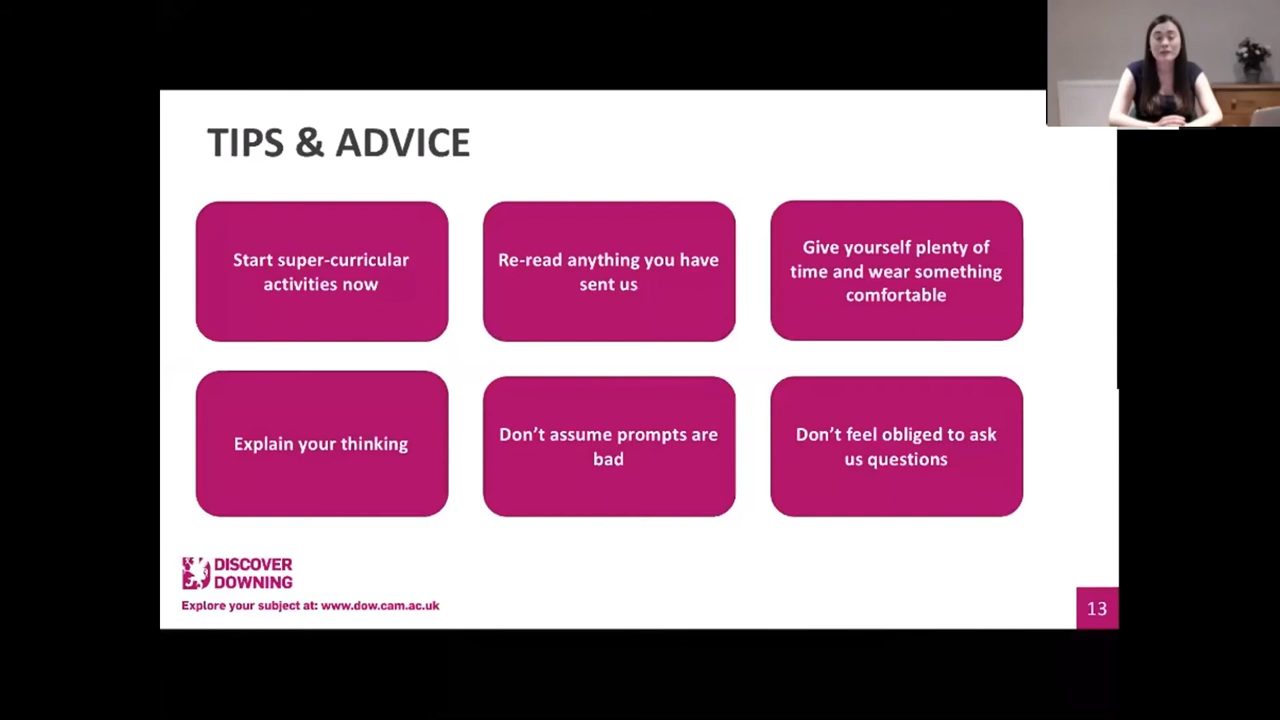 TIPS & ADVICE
Start super-curricular
activities now
Re-read anything you have
sent us
Give yourself plenty of
time and wear something
comfortable
Explain your thinking
Don’t assume prompts are
bad
Don’t feel obliged to ask
us questions
DISCOVER
DOWNING
Explore your subject at: www.dow.cam.ac.uk
13